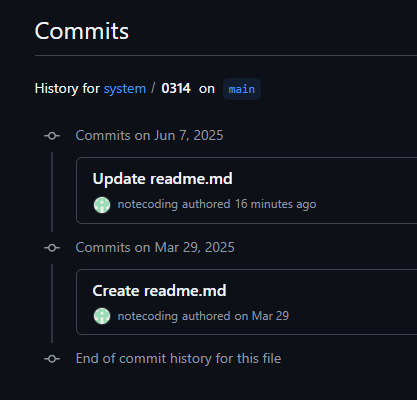 Commits
History for system / 0314 on main
Commits on Jun 7, 2025
Update readme.md
notecoding authored 16 minutes ago
Commits on Mar 29, 2025
Create readme.md
notecoding authored on Mar 29
End of commit history for this file